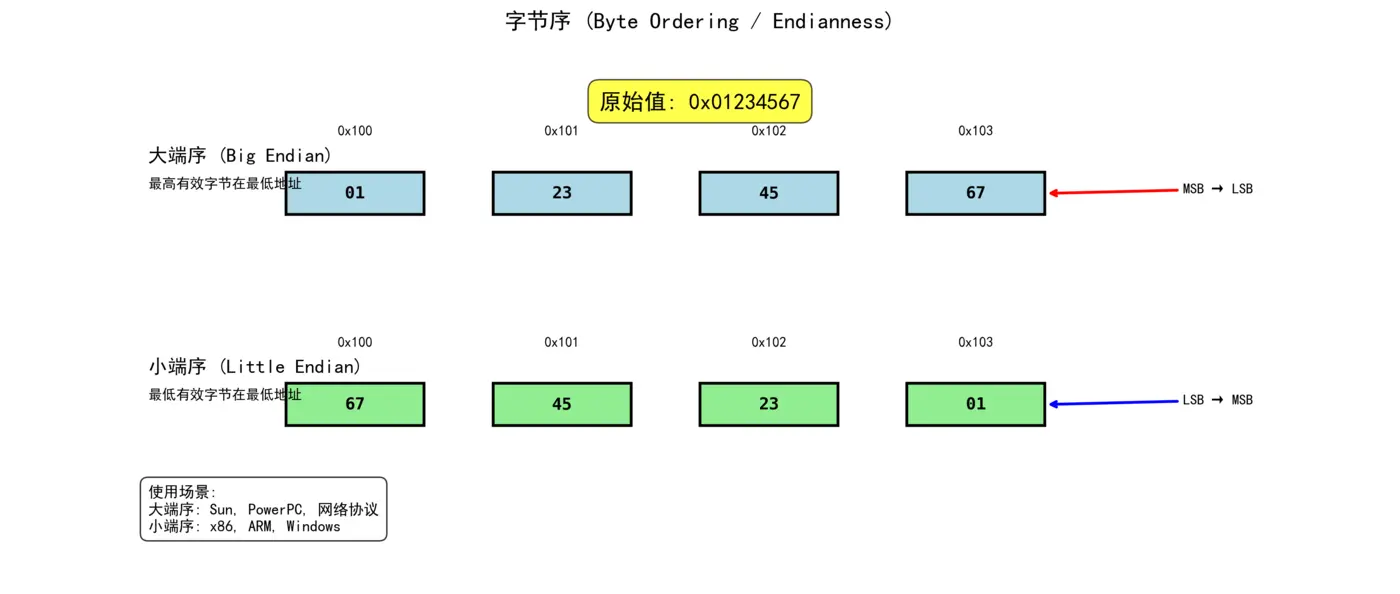 字节序 (Byte Ordering / Endianness)
原始值: 0x01234567
0x100 0x101 0x102 0x103
大端序 (Big Endian)
最高有效字节在最低地址
01 23 45 67
MSB → LSB
0x100 0x101 0x102 0x103
小端序 (Little Endian)
最低有效字节在最低地址
67 45 23 01
LSB → MSB
使用场景:
大端序: Sun, PowerPC, 网络协议
小端序: x86, ARM, Windows